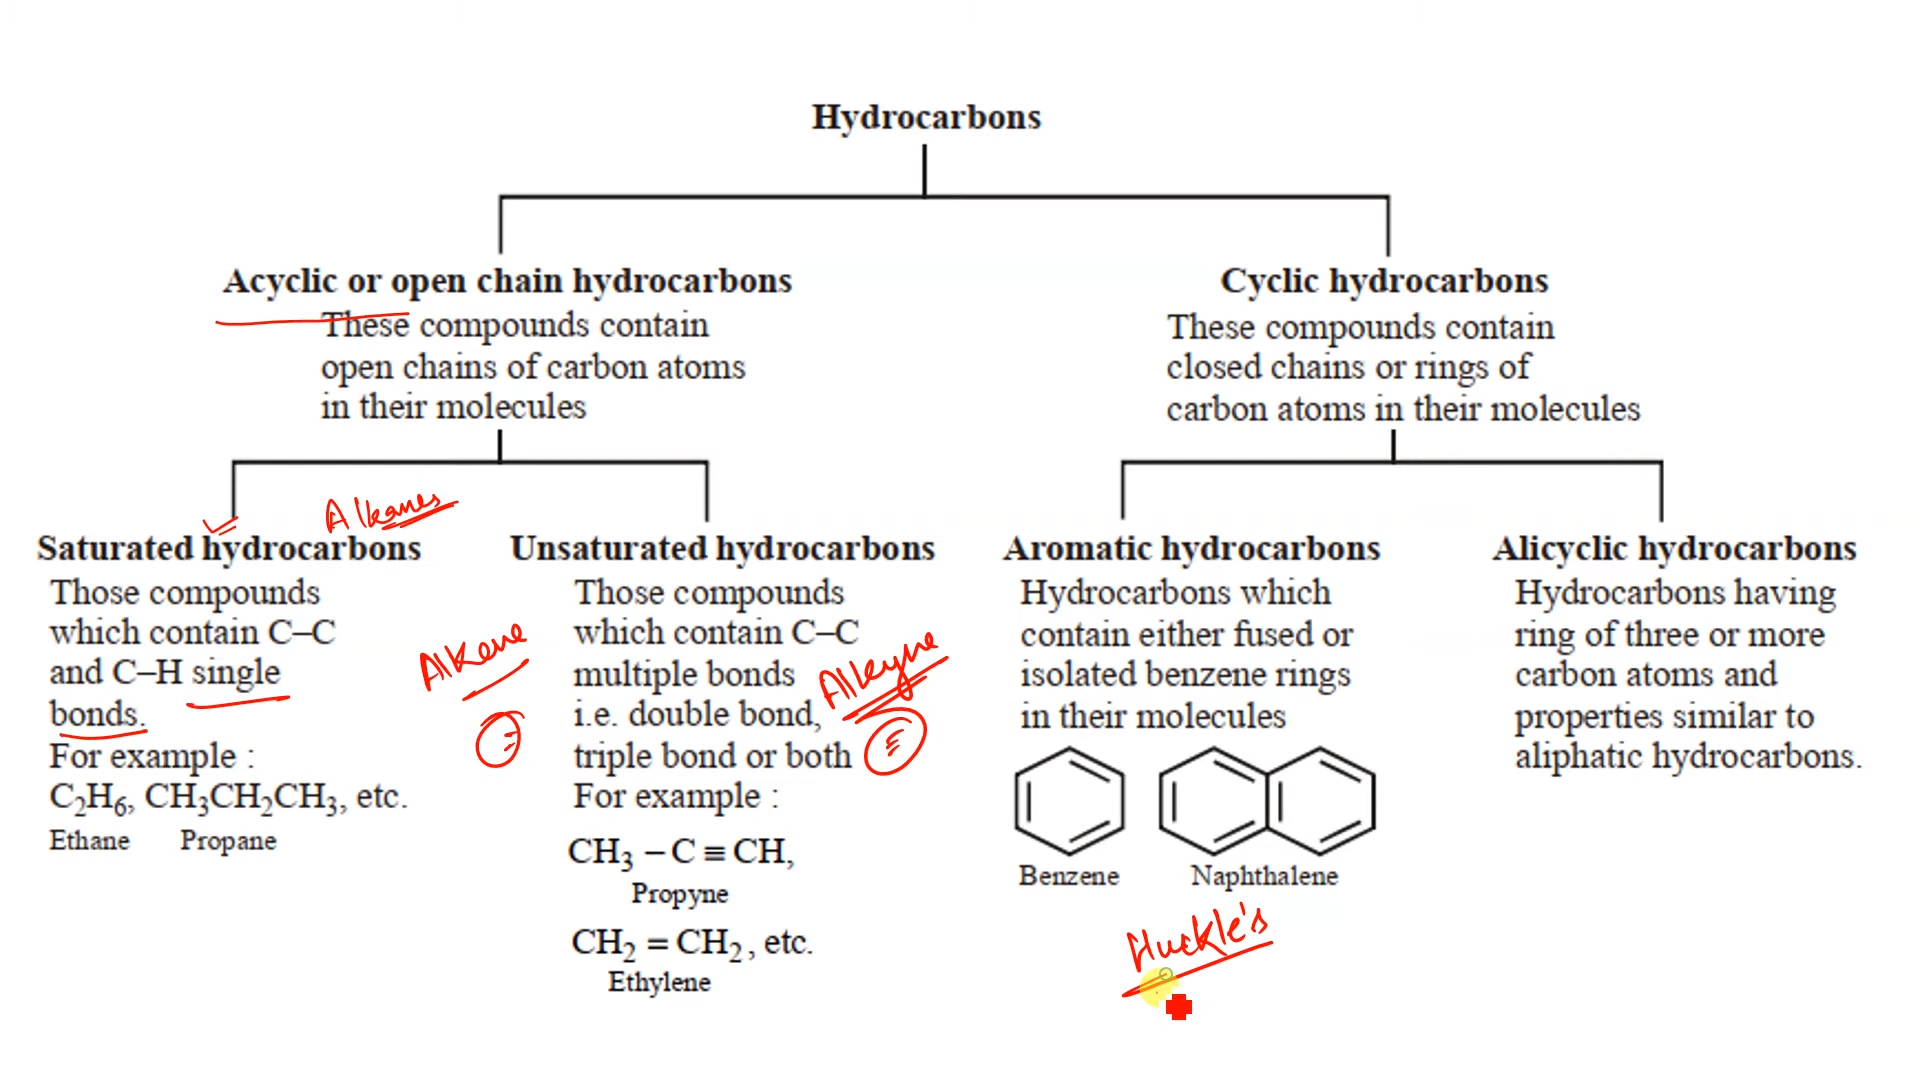 Hydrocarbons
Acyclic or open chain hydrocarbons
These compounds contain
open chains of carbon atoms
in their molecules
Cyclic hydrocarbons
These compounds contain
closed chains or rings of
carbon atoms in their molecules
Alkanes
Saturated hydrocarbons
Those compounds
which contain C–C
and C–H single
bonds.
For example :
C₂H₆, CH₃CH₂CH₃, etc.
Ethane Propane
Alkene
=
Unsaturated hydrocarbons
Those compounds
which contain C–C
multiple bonds
i.e. double bond,
triple bond or both
For example :
CH₃ – C ≡ CH,
Propyne
CH₂ = CH₂, etc.
Ethylene
Alkyne
≡
Aromatic hydrocarbons
Hydrocarbons which
contain either fused or
isolated benzene rings
in their molecules
Benzene Naphthalene
Huckle's
Alicyclic hydrocarbons
Hydrocarbons having
ring of three or more
carbon atoms and
properties similar to
aliphatic hydrocarbons.